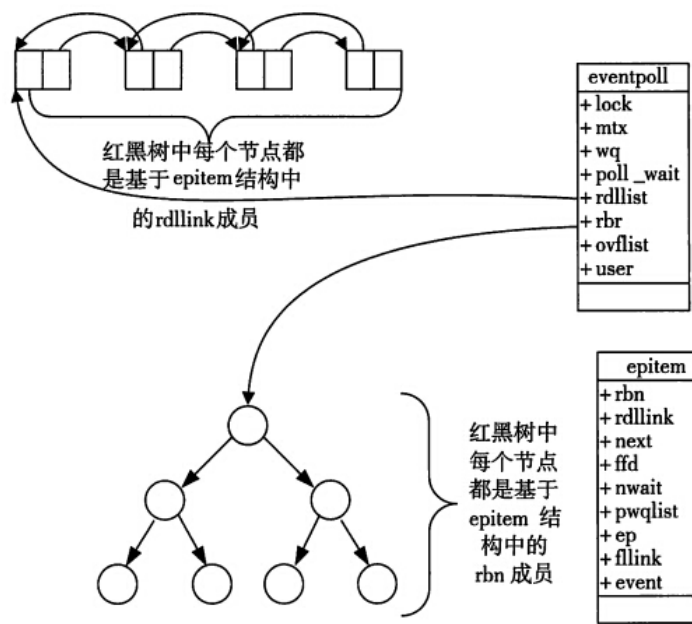 红黑树中每个节点都
是基于epitem结构中
的rdllink成员
eventpoll
+lock
+mtx
+wq
+poll_wait
+rdllist
+rbr
+ovflist
+user
红黑树中
每个节点
都是基于
epitem 结
构中的
rbn 成员
epitem
+rbn
+rdllink
+next
+ffd
+nwait
+pwqlist
+ep
+fllink
+event